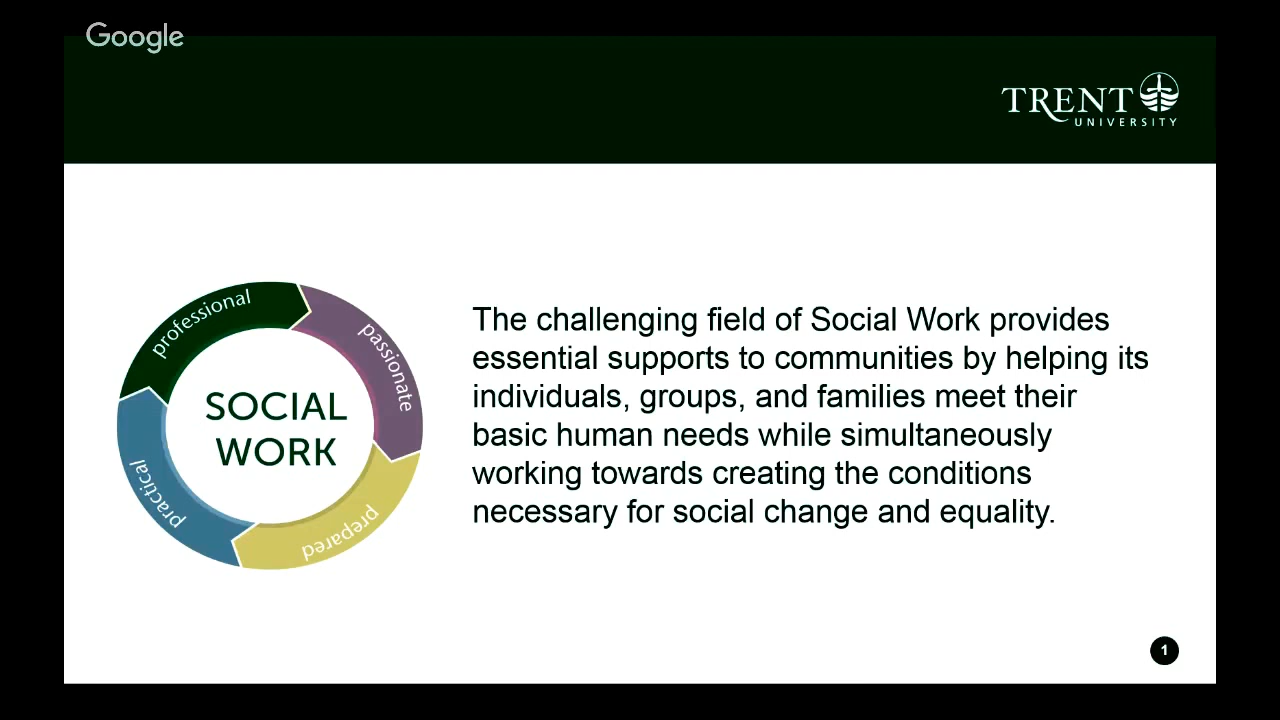 Google
TRENT
UNIVERSITY
professional
passionate
SOCIAL
WORK
practical
prepared
The challenging field of Social Work provides
essential supports to communities by helping its
individuals, groups, and families meet their
basic human needs while simultaneously
working towards creating the conditions
necessary for social change and equality.
1